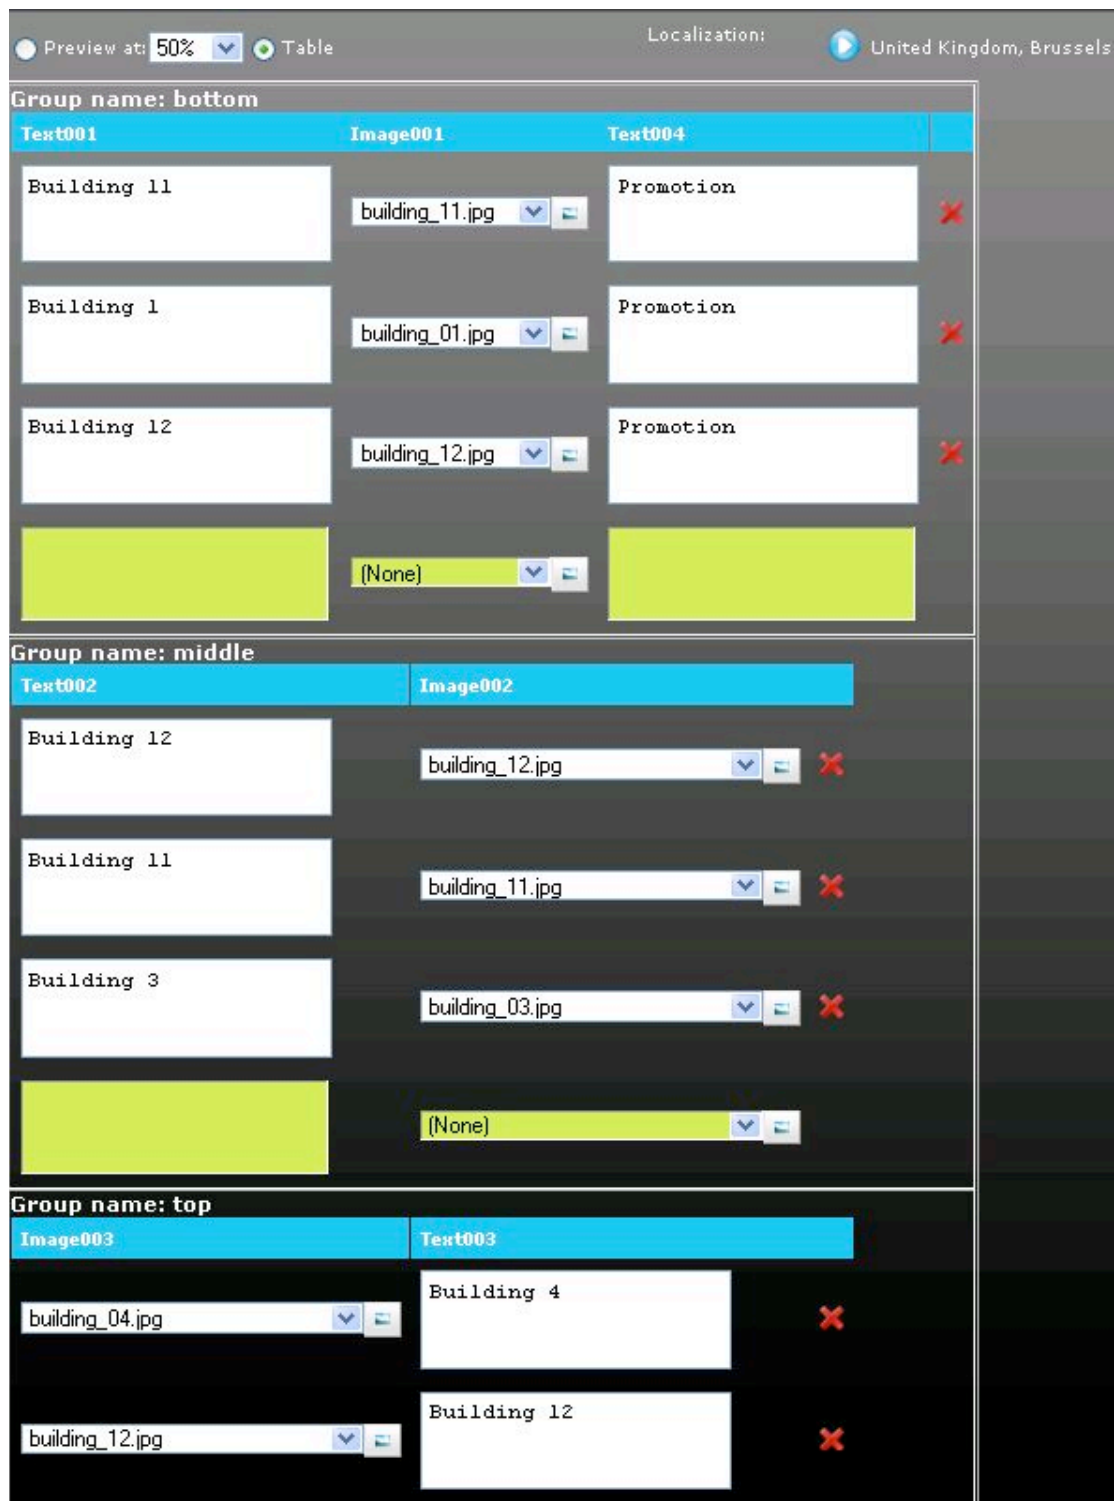 Preview at: 50% Table Localization: United Kingdom, Brussels
Group name: bottom
Text001 Image001 Text004
Building 11 building_11.jpg Promotion
Building 1 building_01.jpg Promotion
Building 12 building_12.jpg Promotion
(None)
Group name: middle
Text002 Image002
Building 12 building_12.jpg
Building 11 building_11.jpg
Building 3 building_03.jpg
(None)
Group name: top
Image003 Text003
building_04.jpg Building 4
building_12.jpg Building 12